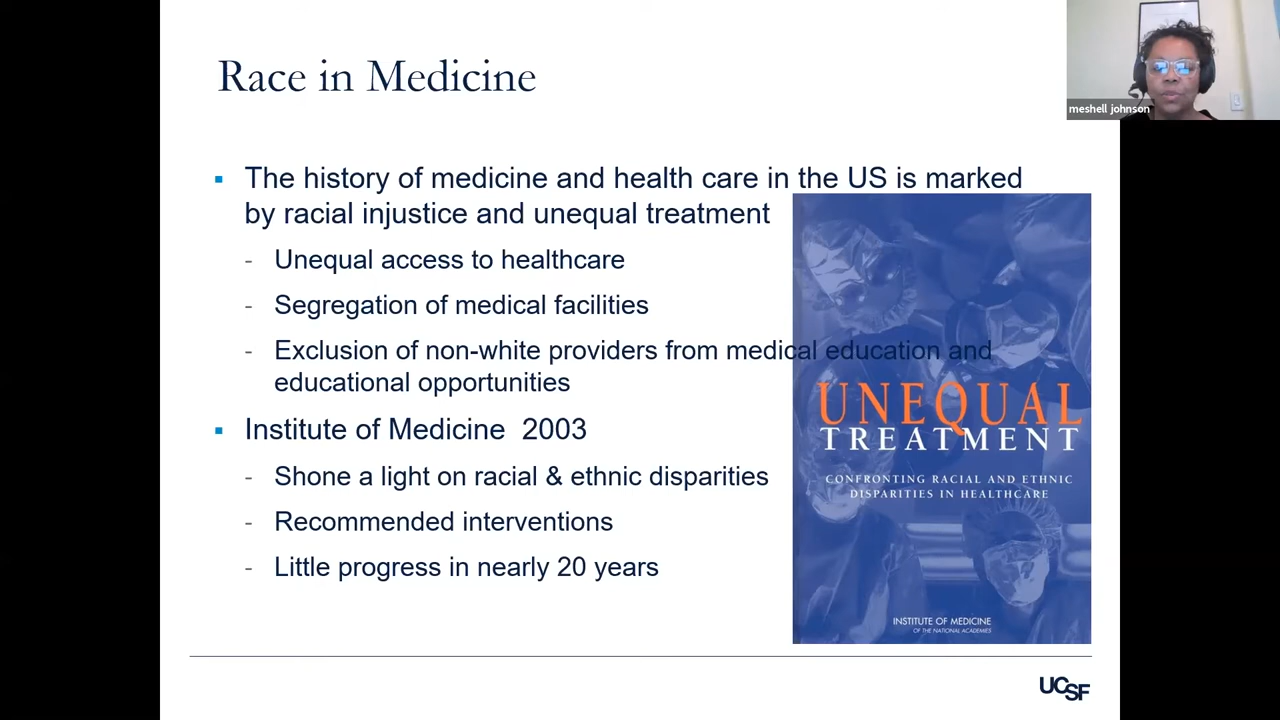 Race in Medicine
meshell johnson
▪ The history of medicine and health care in the US is marked
by racial injustice and unequal treatment
- Unequal access to healthcare
- Segregation of medical facilities
- Exclusion of non-white providers from medical education and
educational opportunities
▪ Institute of Medicine 2003
- Shone a light on racial & ethnic disparities
- Recommended interventions
- Little progress in nearly 20 years
UNEQUAL
TREATMENT
CONFRONTING RACIAL AND ETHNIC
DISPARITIES IN HEALTHCARE
INSTITUTE OF MEDICINE
OF THE NATIONAL ACADEMIES
UCSF